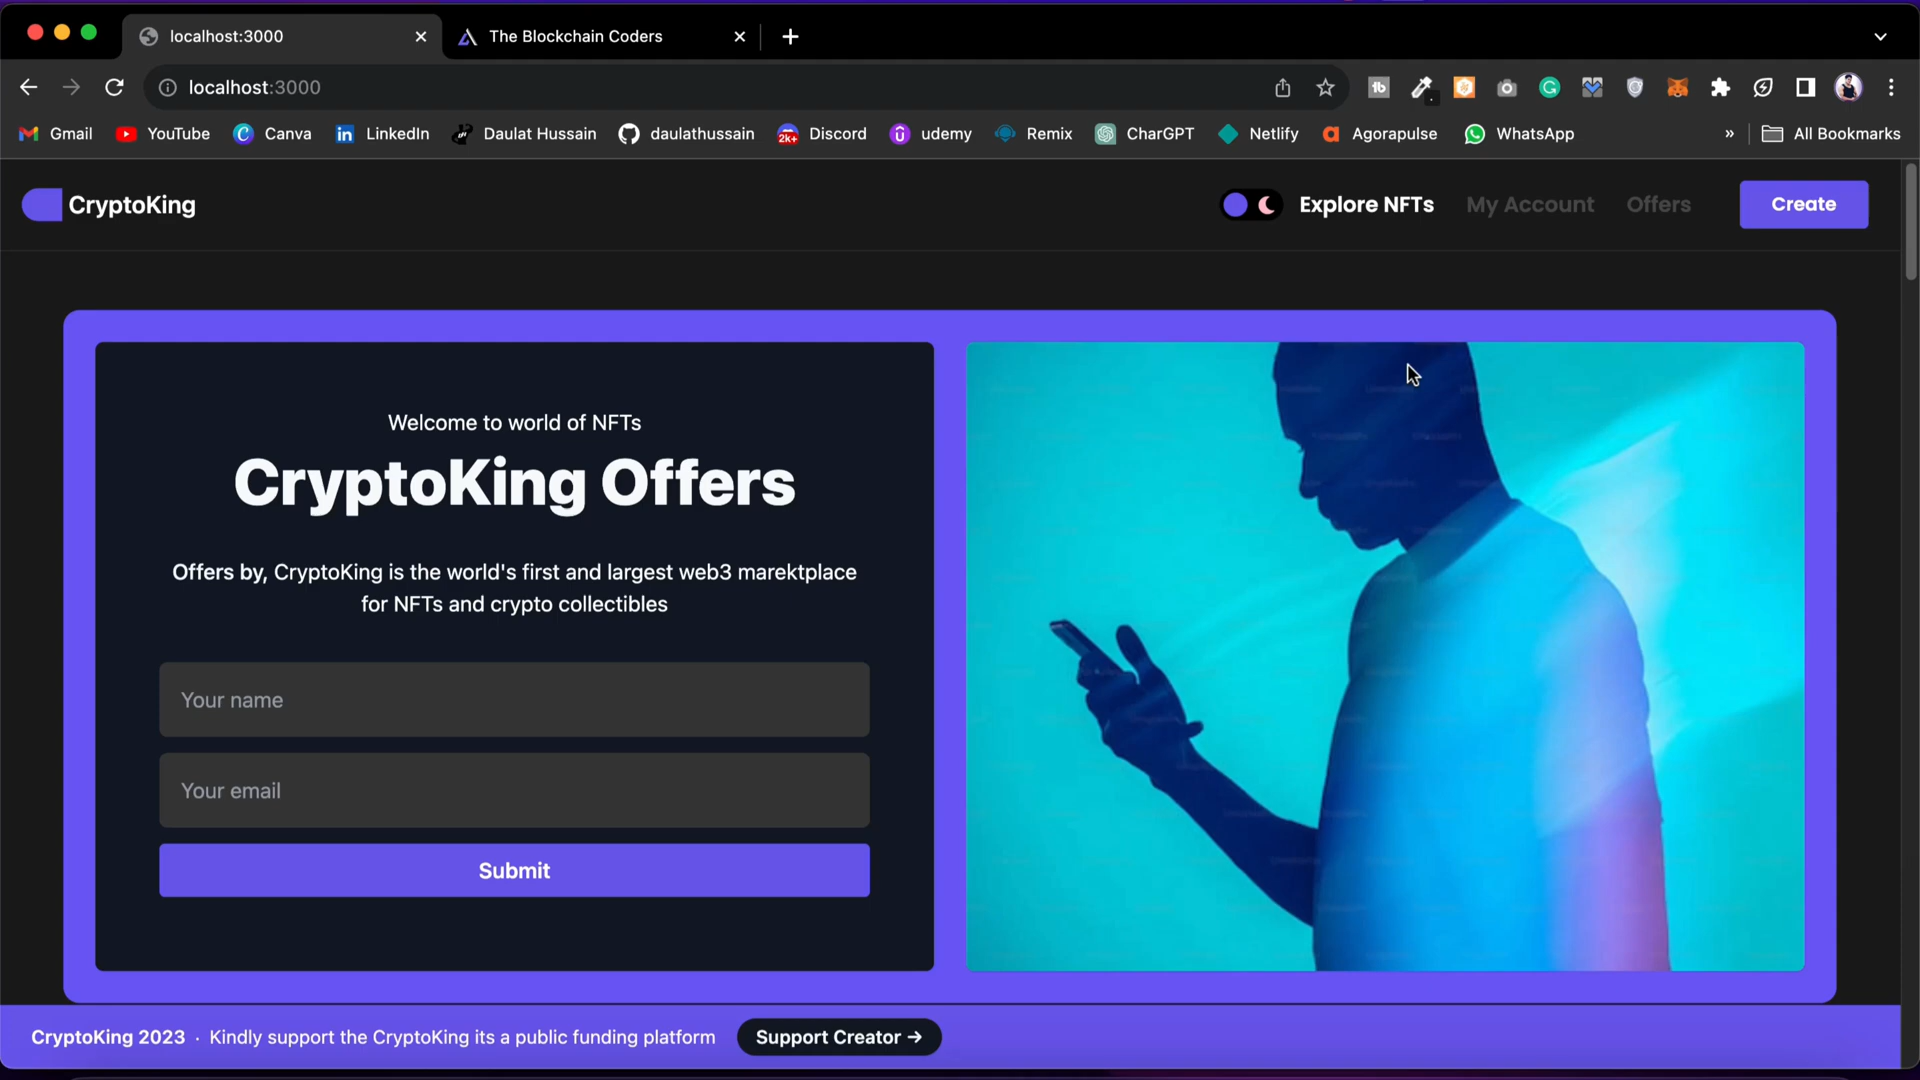 localhost:3000
The Blockchain Coders
localhost:3000
Gmail
YouTube
Canva
LinkedIn
Daulat Hussain
daulathussain
2K+
Discord
udemy
Remix
CharGPT
Netlify
Agorapulse
WhatsApp
» All Bookmarks
CryptoKing
Explore NFTs
My Account
Offers
Create
Welcome to world of NFTs
CryptoKing Offers
Offers by, CryptoKing is the world's first and largest web3 marektplace
for NFTs and crypto collectibles
Your name
Your email
Submit
CryptoKing 2023 · Kindly support the CryptoKing its a public funding platform
Support Creator →